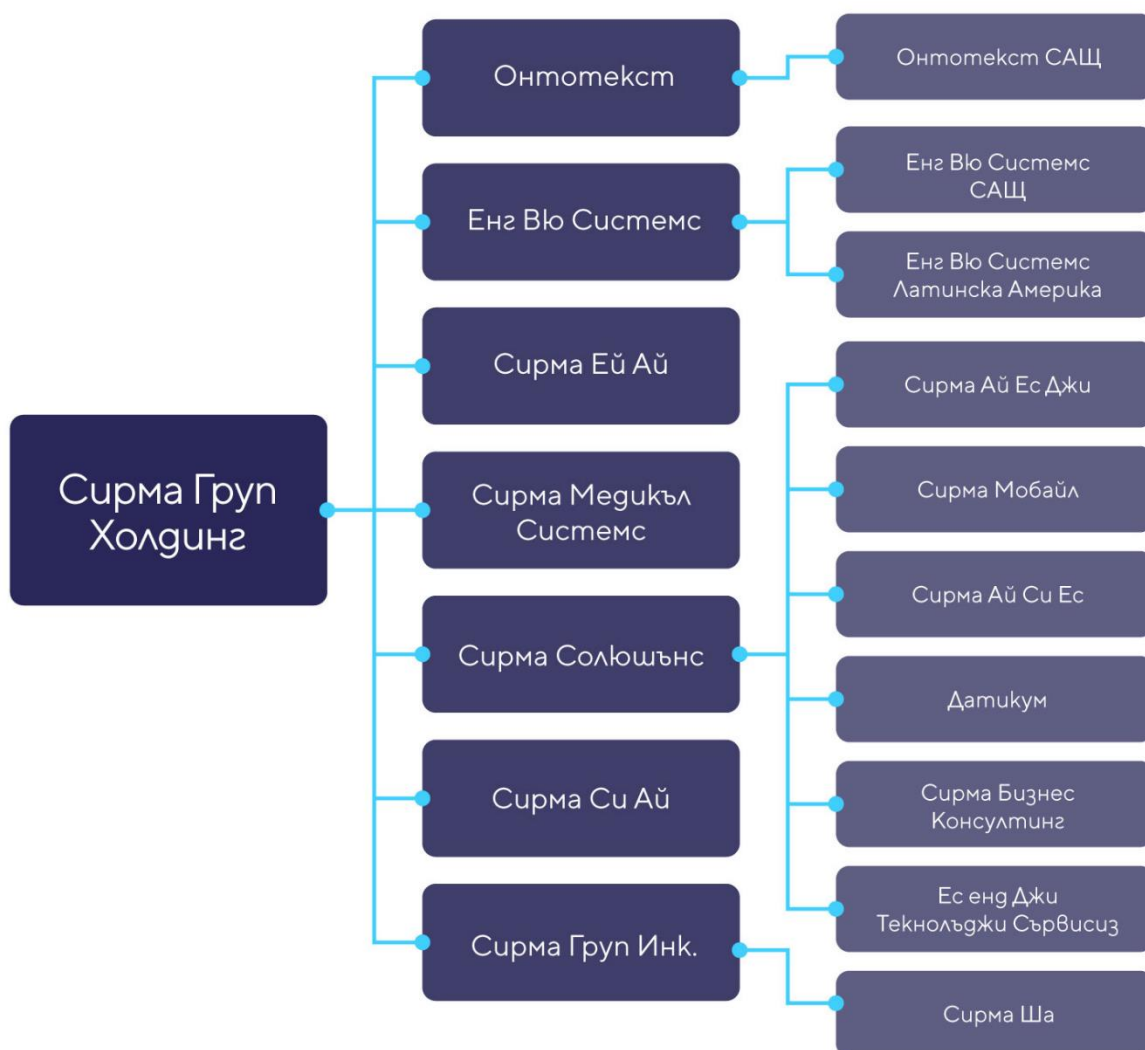 Сирма Груп
Холдинг
Онтотекст
Енг Вю Системс
Сирма Ей Ай
Сирма Медикъл
Системс
Сирма Солюшънс
Сирма Си Ай
Сирма Груп Инк.
Онтотекст САЩ
Енг Вю Системс
САЩ
Енг Вю Системс
Латинска Америка
Сирма Ай Ес Джи
Сирма Мобайл
Сирма Ай Си Ес
Датикум
Сирма Бизнес
Консултинг
Ес енд Джи
Текнолъджи Сървисиз
Сирма Ша